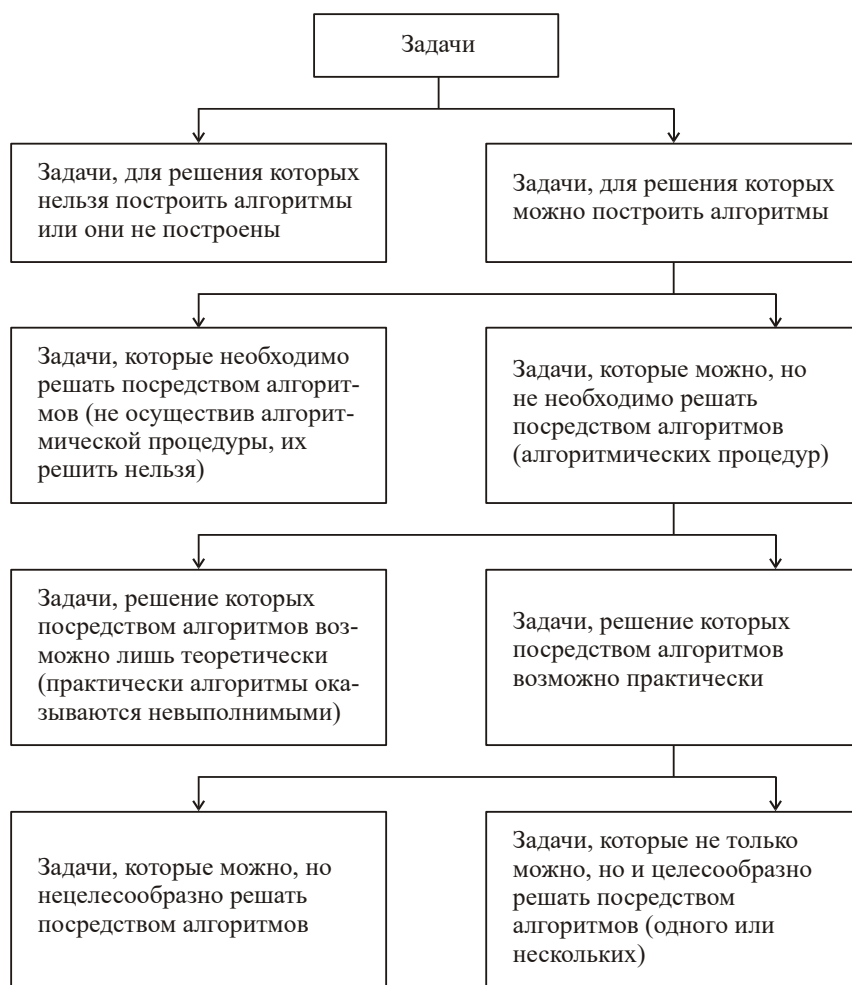 Задачи
Задачи, для решения которых
нельзя построить алгоритмы
или они не построены
Задачи, для решения которых
можно построить алгоритмы
Задачи, которые необходимо
решать посредством алгорит-
мов (не осуществив алгорит-
мической процедуры, их
решить нельзя)
Задачи, которые можно, но
не необходимо решать
посредством алгоритмов
(алгоритмических процедур)
Задачи, решение которых
посредством алгоритмов воз-
можно лишь теоретически
(практически алгоритмы ока-
зываются невыполнимыми)
Задачи, решение которых
посредством алгоритмов
возможно практически
Задачи, которые можно, но
нецелесообразно решать
посредством алгоритмов
Задачи, которые не только
можно, но и целесообразно
решать посредством
алгоритмов (одного или
нескольких)